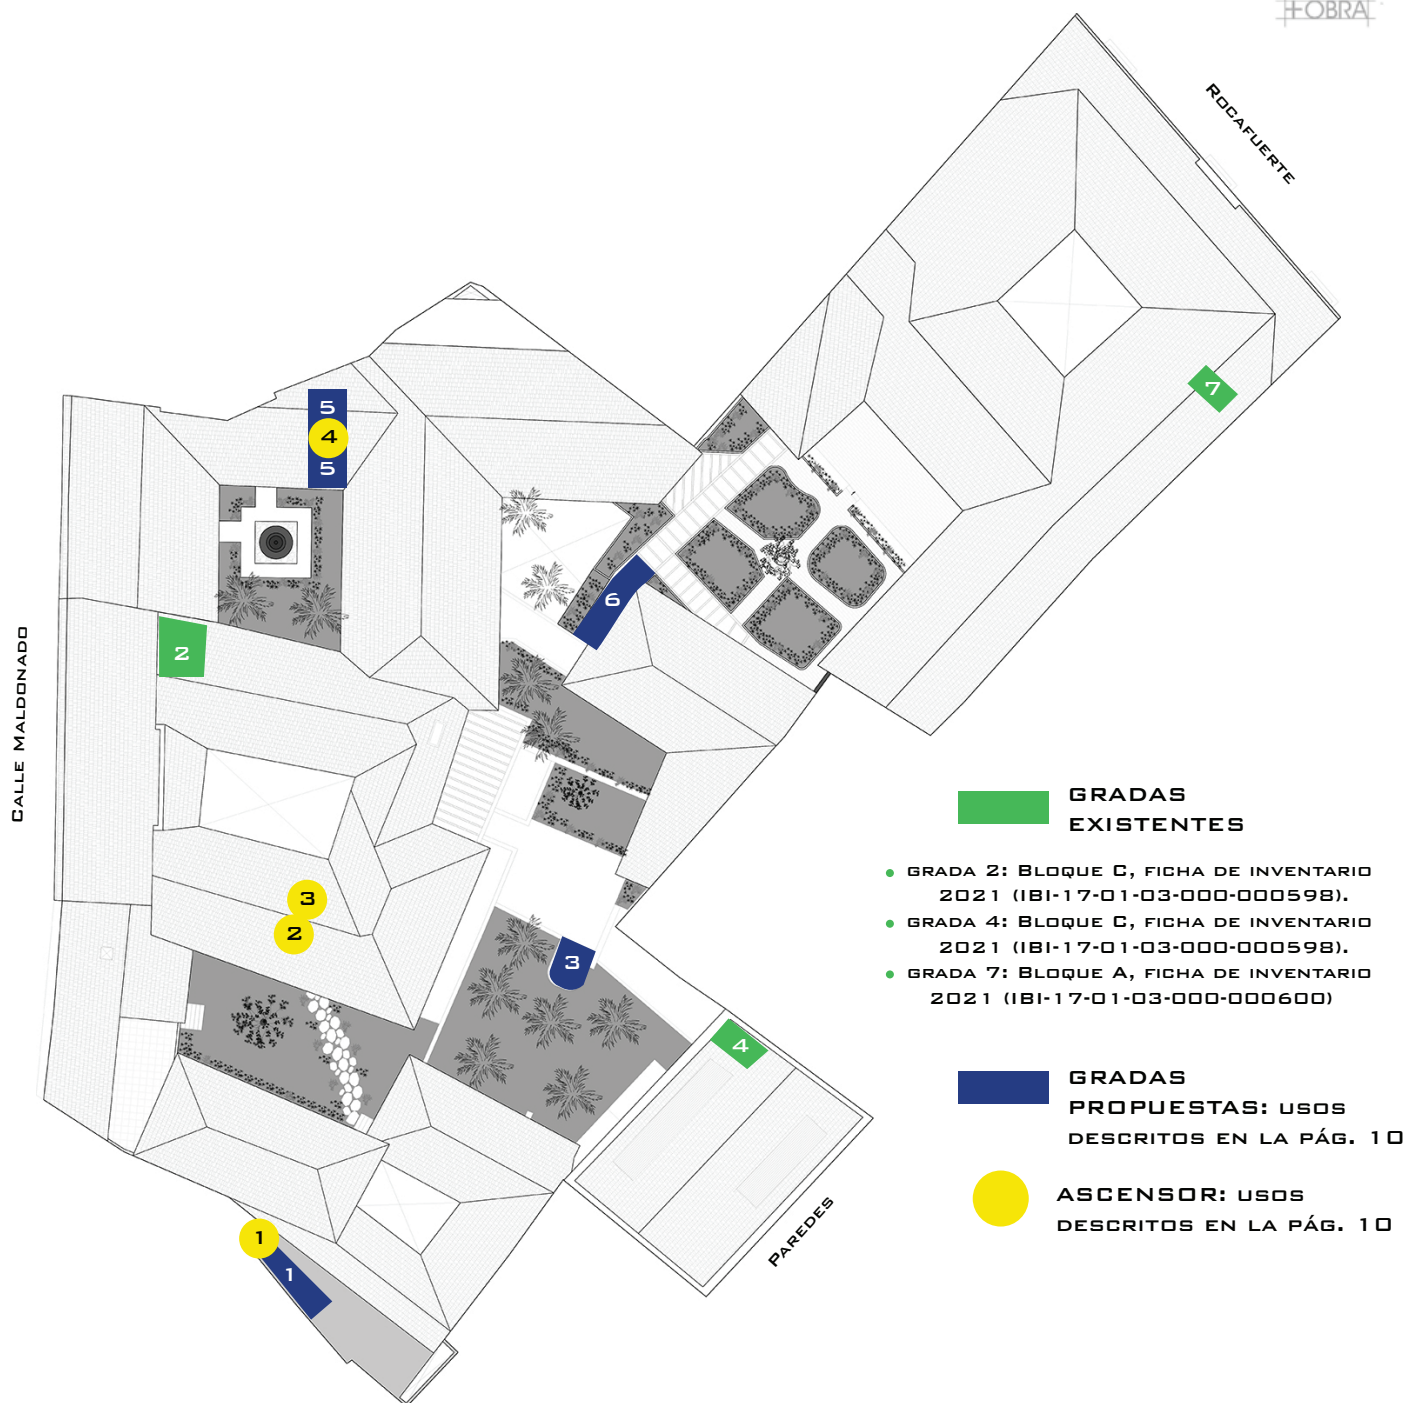 +OBRA
ROCAFUERTE
7
5
4
5
6
2
CALLE MALDONADO
3
2
3
4
PAREDES
1
1
GRADAS
EXISTENTES
• GRADA 2: BLOQUE C, FICHA DE INVENTARIO
2021 (IBI-17-01-03-000-000598).
• GRADA 4: BLOQUE C, FICHA DE INVENTARIO
2021 (IBI-17-01-03-000-000598).
• GRADA 7: BLOQUE A, FICHA DE INVENTARIO
2021 (IBI-17-01-03-000-000600)
GRADAS
PROPUESTAS: USOS
DESCRITOS EN LA PÁG. 10
ASCENSOR: USOS
DESCRITOS EN LA PÁG. 10